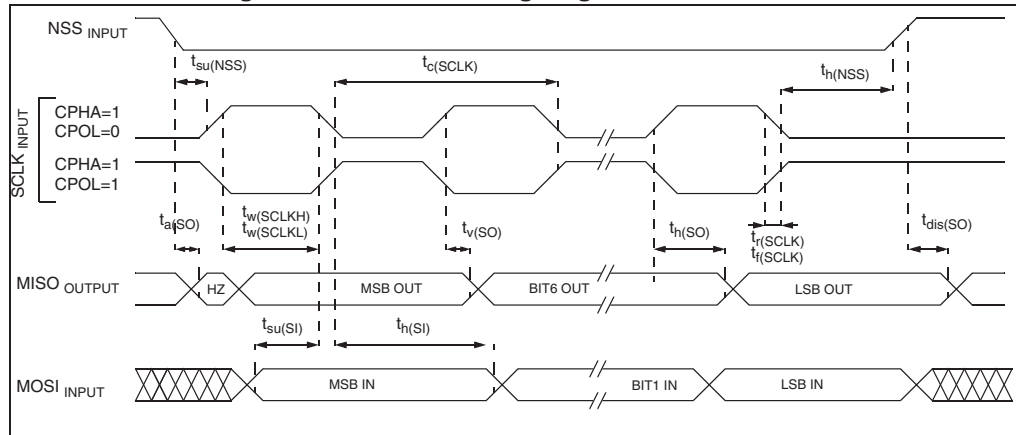 NSS INPUT
tsu(NSS)
tc(SCLK)
th(NSS)
SCLK INPUT
CPHA=1
CPOL=0
CPHA=1
CPOL=1
ta(SO)
tw(SCLKH)
tw(SCLKL)
tv(SO)
th(SO)
tr(SCLK)
tf(SCLK)
tdis(SO)
MISO OUTPUT
HZ
MSB OUT
BIT6 OUT
LSB OUT
tsu(SI)
th(SI)
MOSI INPUT
MSB IN
BIT1 IN
LSB IN